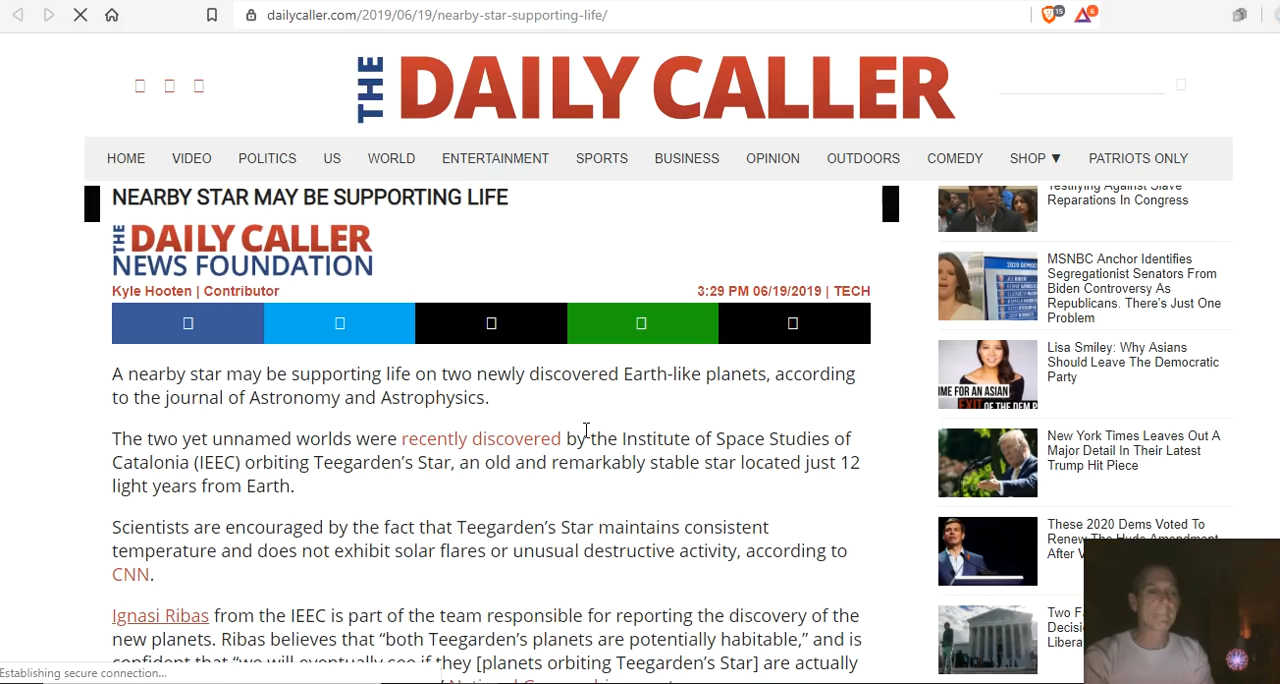 dailycaller.com/2019/06/19/nearby-star-supporting-life/
15
6
THE DAILY CALLER
HOME VIDEO POLITICS US WORLD ENTERTAINMENT SPORTS BUSINESS OPINION OUTDOORS COMEDY SHOP ▼ PATRIOTS ONLY
NEARBY STAR MAY BE SUPPORTING LIFE
THE DAILY CALLER
NEWS FOUNDATION
Kyle Hooten | Contributor
3:29 PM 06/19/2019 | TECH
A nearby star may be supporting life on two newly discovered Earth-like planets, according
to the journal of Astronomy and Astrophysics.
The two yet unnamed worlds were recently discovered by the Institute of Space Studies of
Catalonia (IEEC) orbiting Teegarden's Star, an old and remarkably stable star located just 12
light years from Earth.
Scientists are encouraged by the fact that Teegarden's Star maintains consistent
temperature and does not exhibit solar flares or unusual destructive activity, according to
CNN.
Ignasi Ribas from the IEEC is part of the team responsible for reporting the discovery of the
new planets. Ribas believes that “both Teegarden's planets are potentially habitable,” and is
confident that “we will eventually see if they [planets orbiting Teegarden's Star] are actually
Testifying Against Slave
Reparations In Congress
MSNBC Anchor Identifies
Segregationist Senators From
Biden Controversy As
Republicans. There's Just One
Problem
Lisa Smiley: Why Asians
Should Leave The Democratic
Party
New York Times Leaves Out A
Major Detail In Their Latest
Trump Hit Piece
These 2020 Dems Voted To
Renew The Hyde Amendment
After
Two
Establishing secure connection...